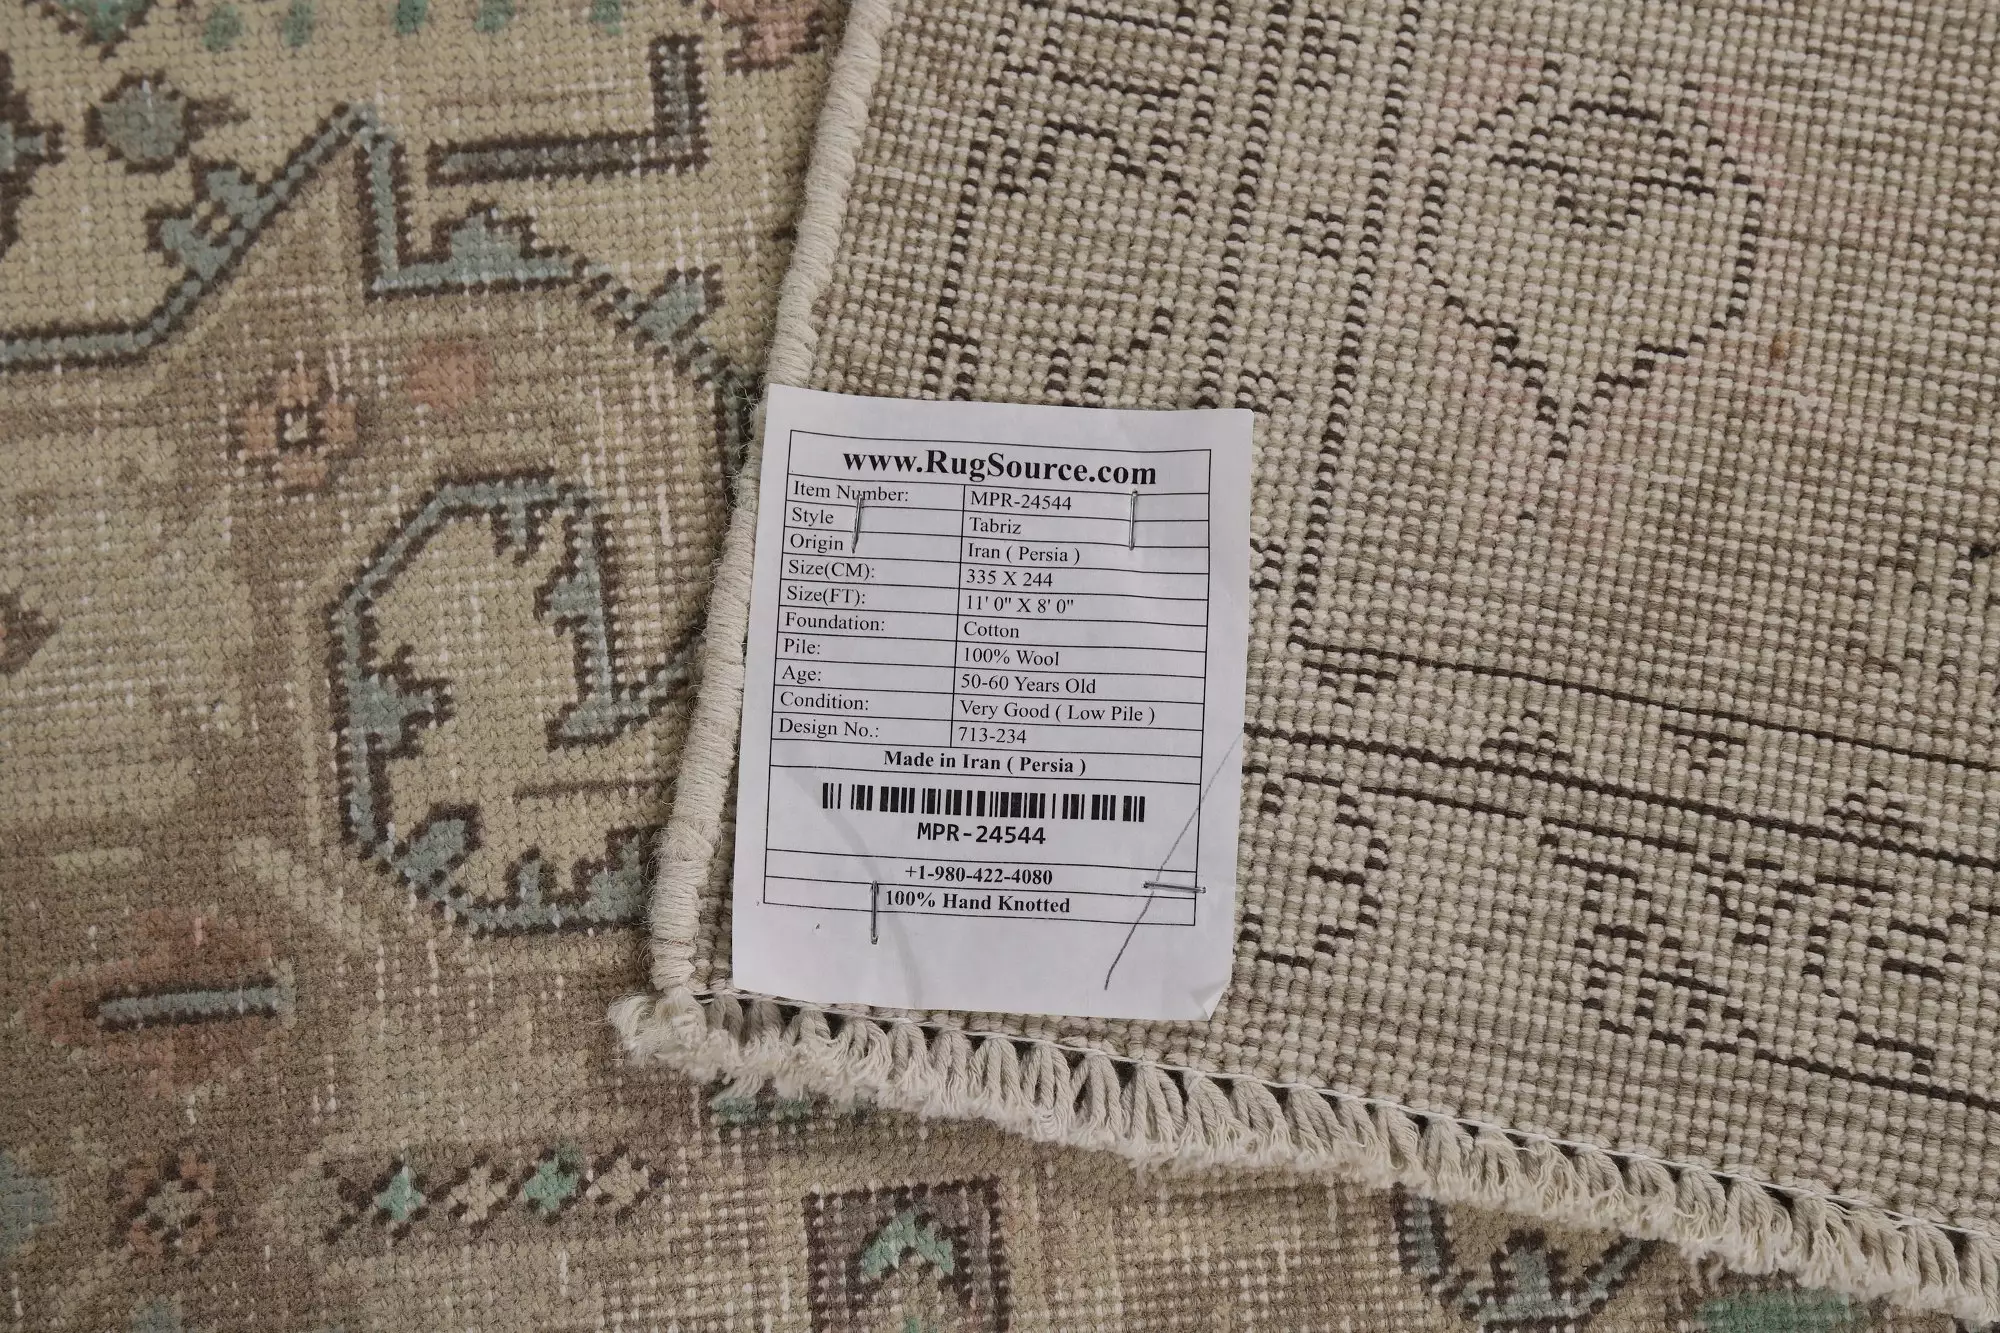 www.RugSource.com
Item Number: MPR-24544
Style Tabriz
Origin Iran ( Persia )
Size(CM): 335 X 244
Size(FT): 11' 0" X 8' 0"
Foundation: Cotton
Pile: 100% Wool
Age: 50-60 Years Old
Condition: Very Good ( Low Pile )
Design No.: 713-234
Made in Iran ( Persia )
MPR-24544
+1-980-422-4080
100% Hand Knotted